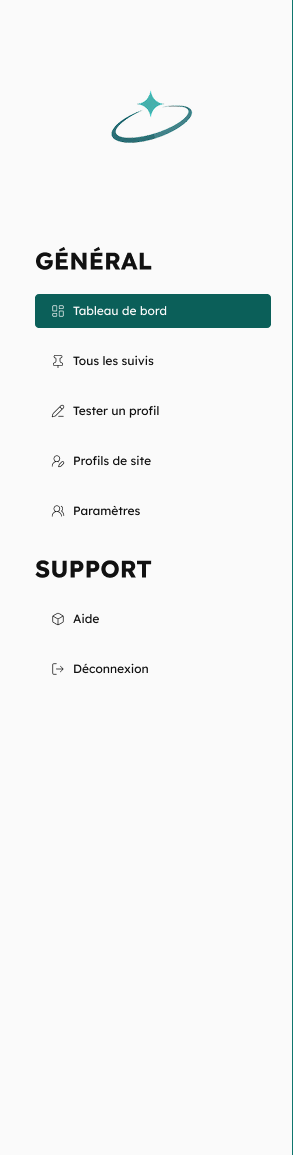 GÉNÉRAL
Tableau de bord
Tous les suivis
Tester un profil
Profils de site
Paramètres
SUPPORT
Aide
Déconnexion